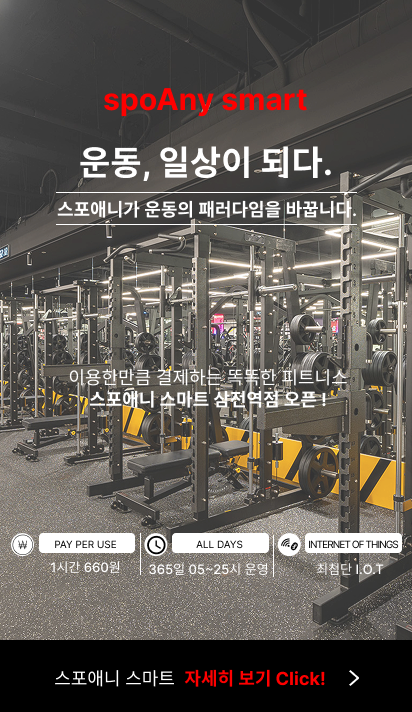 spoAny smart
운동, 일상이 되다.
스포애니가 운동의 패러다임을 바꿉니다.
이용한만큼 결제하는 똑똑한 피트니스
스포애니 스마트 삼전역점 오픈 !
₩ PAY PER USE
1시간 660원
ALL DAYS
365일 05~25시 운영
INTERNET OF THINGS
최첨단 I.O.T
스포애니 스마트 자세히 보기 Click!